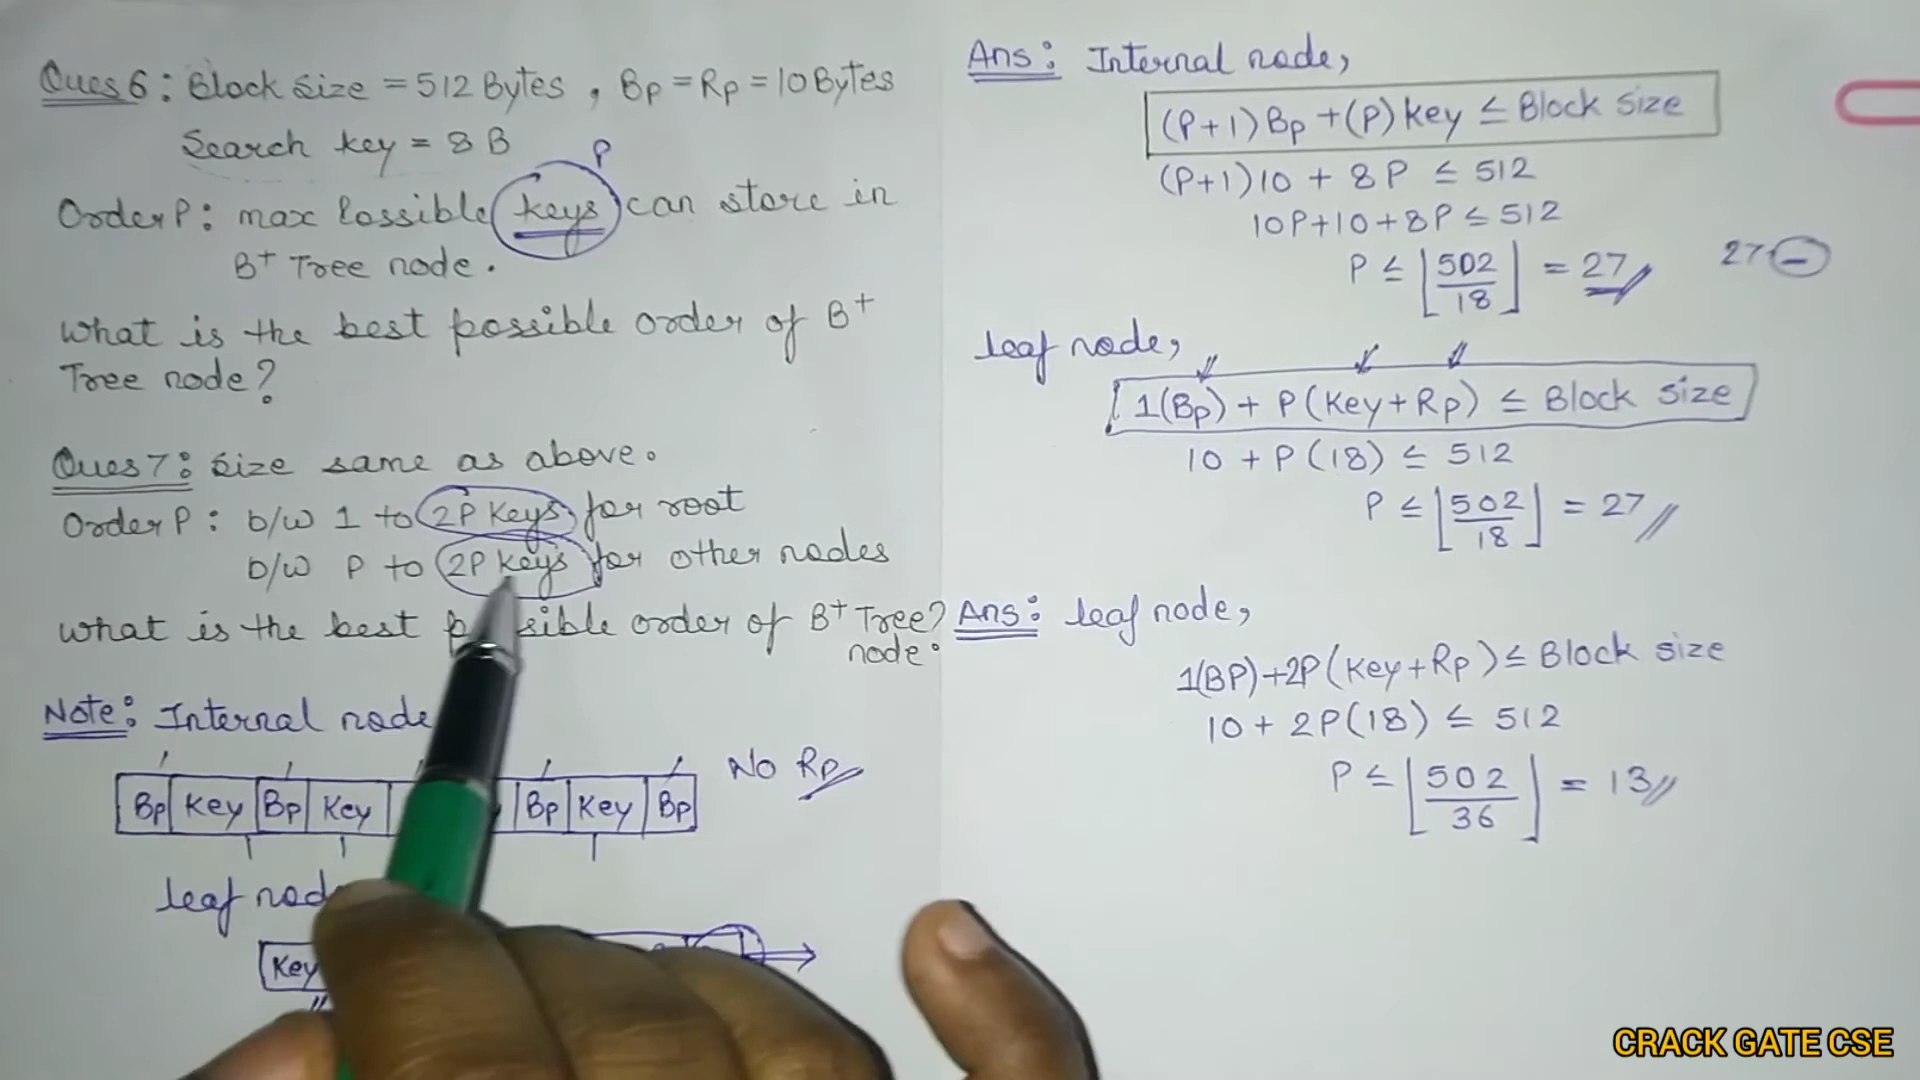 Ques 6: Block size = 512 Bytes, Bp = Rp = 10 Bytes
Search key = 8 B
P
Order P: max possible keys can store in
B+ Tree node.
What is the best possible order of B+
Tree node?
Ques 7: Size same as above.
Order P: b/w 1 to 2P keys for root
b/w P to 2P keys for other nodes
What is the best order of B+ Tree?
node.
Note: Internal node
Bp Key Bp Key Bp Key Bp
No Rp
leaf
Key
Ans: Internal node,
(P+1) Bp + (P) key ≤ Block size
(P+1)10 + 8P ≤ 512
10P+10+8P ≤ 512
P ≤ ⌊502/18⌋ = 27
27 -
leaf node,
1(Bp) + P(Key+Rp) ≤ Block size
10 + P(18) ≤ 512
P ≤ ⌊502/18⌋ = 27
Ans: leaf node,
1(BP)+2P(Key+Rp) ≤ Block size
10 + 2P(18) ≤ 512
P ≤ ⌊502/36⌋ = 13
CRACK GATE CSE